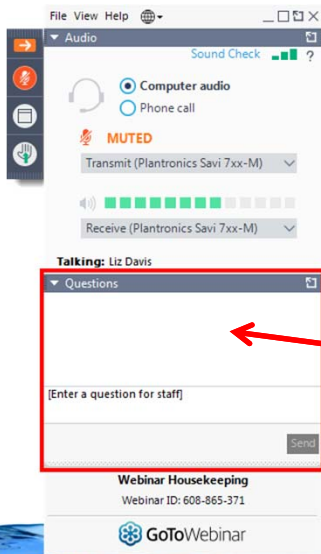 File View Help
Audio
Sound Check ?
Computer audio
Phone call
MUTED
Transmit (Plantronics Savi 7xx-M)
Receive (Plantronics Savi 7xx-M)
Talking: Liz Davis
Questions
[Enter a question for staff]
Send
Webinar Housekeeping
Webinar ID: 608-865-371
GoToWebinar